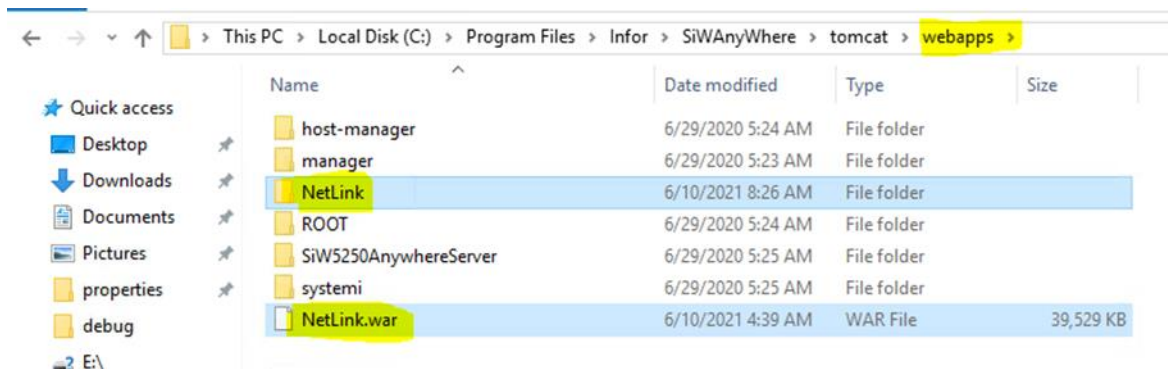 This PC > Local Disk (C:) > Program Files > Infor > SiWAnyWhere > tomcat > webapps >
Name Date modified Type Size
Quick access
Desktop
Downloads
Documents
Pictures
properties
debug
E:\
host-manager 6/29/2020 5:24 AM File folder
manager 6/29/2020 5:23 AM File folder
NetLink 6/10/2021 8:26 AM File folder
ROOT 6/29/2020 5:24 AM File folder
SiW5250AnywhereServer 6/29/2020 5:25 AM File folder
systemi 6/29/2020 5:25 AM File folder
NetLink.war 6/10/2021 4:39 AM WAR File 39,529 KB